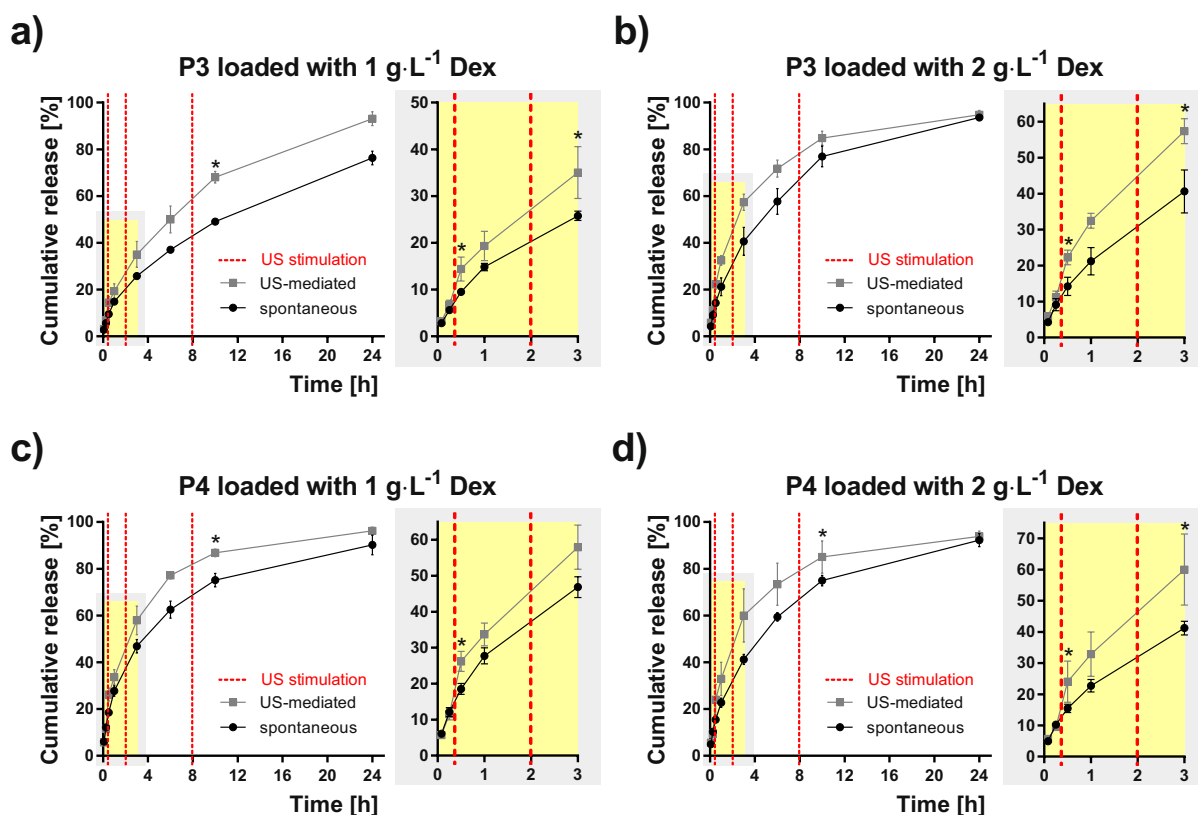 a)
P3 loaded with 1 g·L⁻¹ Dex
Cumulative release [%]
100
80
60
40
20
0
US stimulation
US-mediated
spontaneous
*
0 4 8 12 16 20 24
Time [h]
50
40
30
20
10
0
* *
0 1 2 3
b)
P3 loaded with 2 g·L⁻¹ Dex
Cumulative release [%]
100
80
60
40
20
0
US stimulation
US-mediated
spontaneous
0 4 8 12 16 20 24
Time [h]
60
50
40
30
20
10
0
* *
0 1 2 3
c)
P4 loaded with 1 g·L⁻¹ Dex
Cumulative release [%]
100
80
60
40
20
0
US stimulation
US-mediated
spontaneous
*
0 4 8 12 16 20 24
Time [h]
60
50
40
30
20
10
0
*
0 1 2 3
d)
P4 loaded with 2 g·L⁻¹ Dex
Cumulative release [%]
100
80
60
40
20
0
US stimulation
US-mediated
spontaneous
*
0 4 8 12 16 20 24
Time [h]
70
60
50
40
30
20
10
0
* *
0 1 2 3